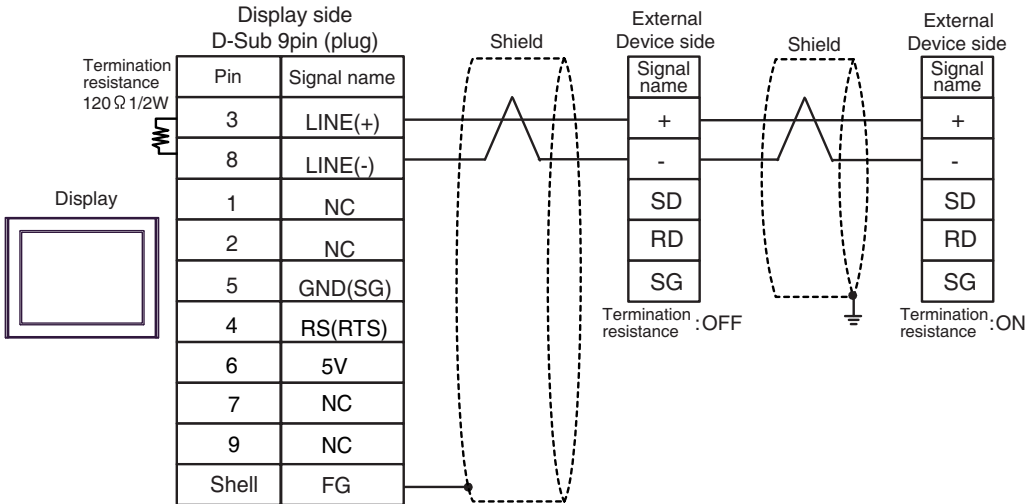 Display side
D-Sub 9pin (plug)
Termination
resistance
120Ω 1/2W
Pin Signal name
3 LINE(+)
8 LINE(-)
1 NC
2 NC
5 GND(SG)
4 RS(RTS)
6 5V
7 NC
9 NC
Shell FG
Display
Shield
External
Device side
Signal
name
+
-
SD
RD
SG
Termination
resistance :OFF
Shield
External
Device side
Signal
name
+
-
SD
RD
SG
Termination
resistance :ON